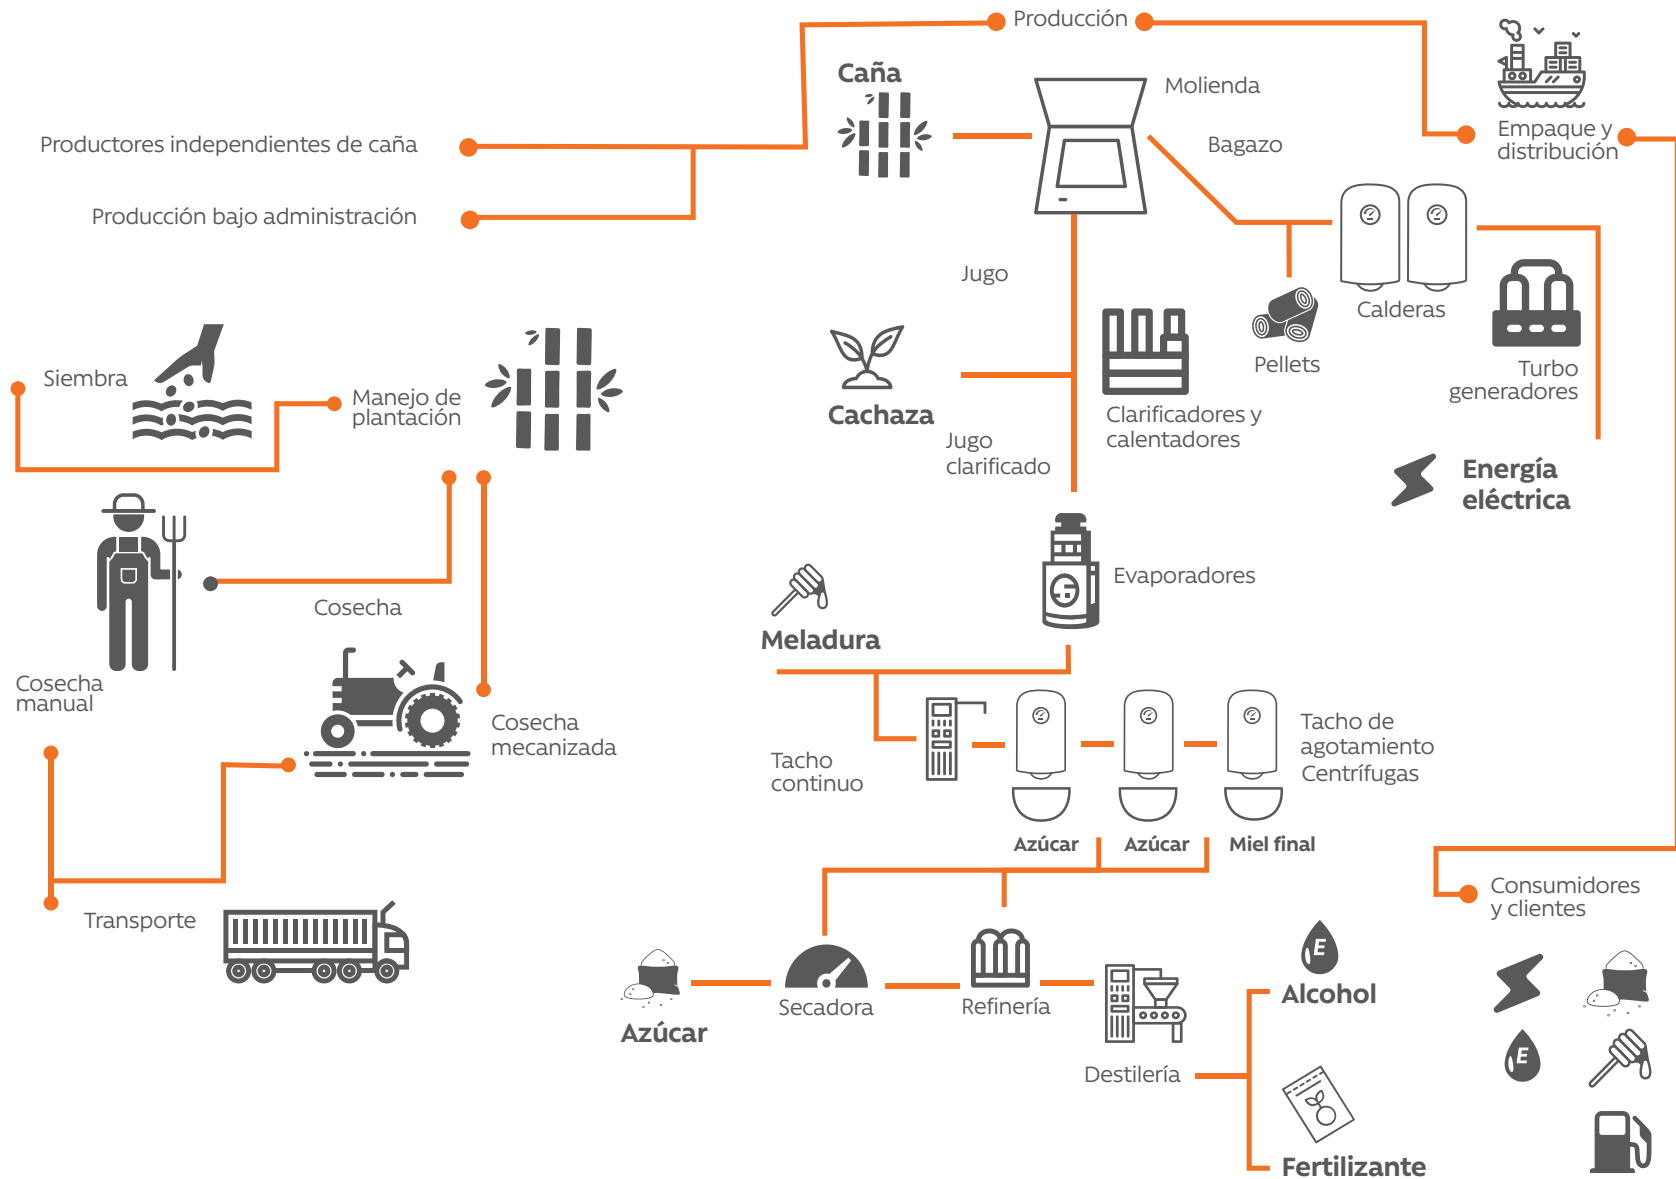 Producción
Caña
Molienda
Bagazo
Empaque y
distribución
Productores independientes de caña
Producción bajo administración
Jugo
Calderas
Pellets
Turbo
generadores
Siembra
Manejo de
plantación
Cachaza
Clarificadores y
calentadores
Jugo
clarificado
Energía
eléctrica
Evaporadores
Cosecha
Meladura
Cosecha
manual
Cosecha
mecanizada
Tacho
continuo
Tacho de
agotamiento
Centrífugas
Azúcar
Azúcar
Miel final
Consumidores
y clientes
Transporte
E
Alcohol
Secadora
Refinería
Azúcar
E
Destilería
Fertilizante